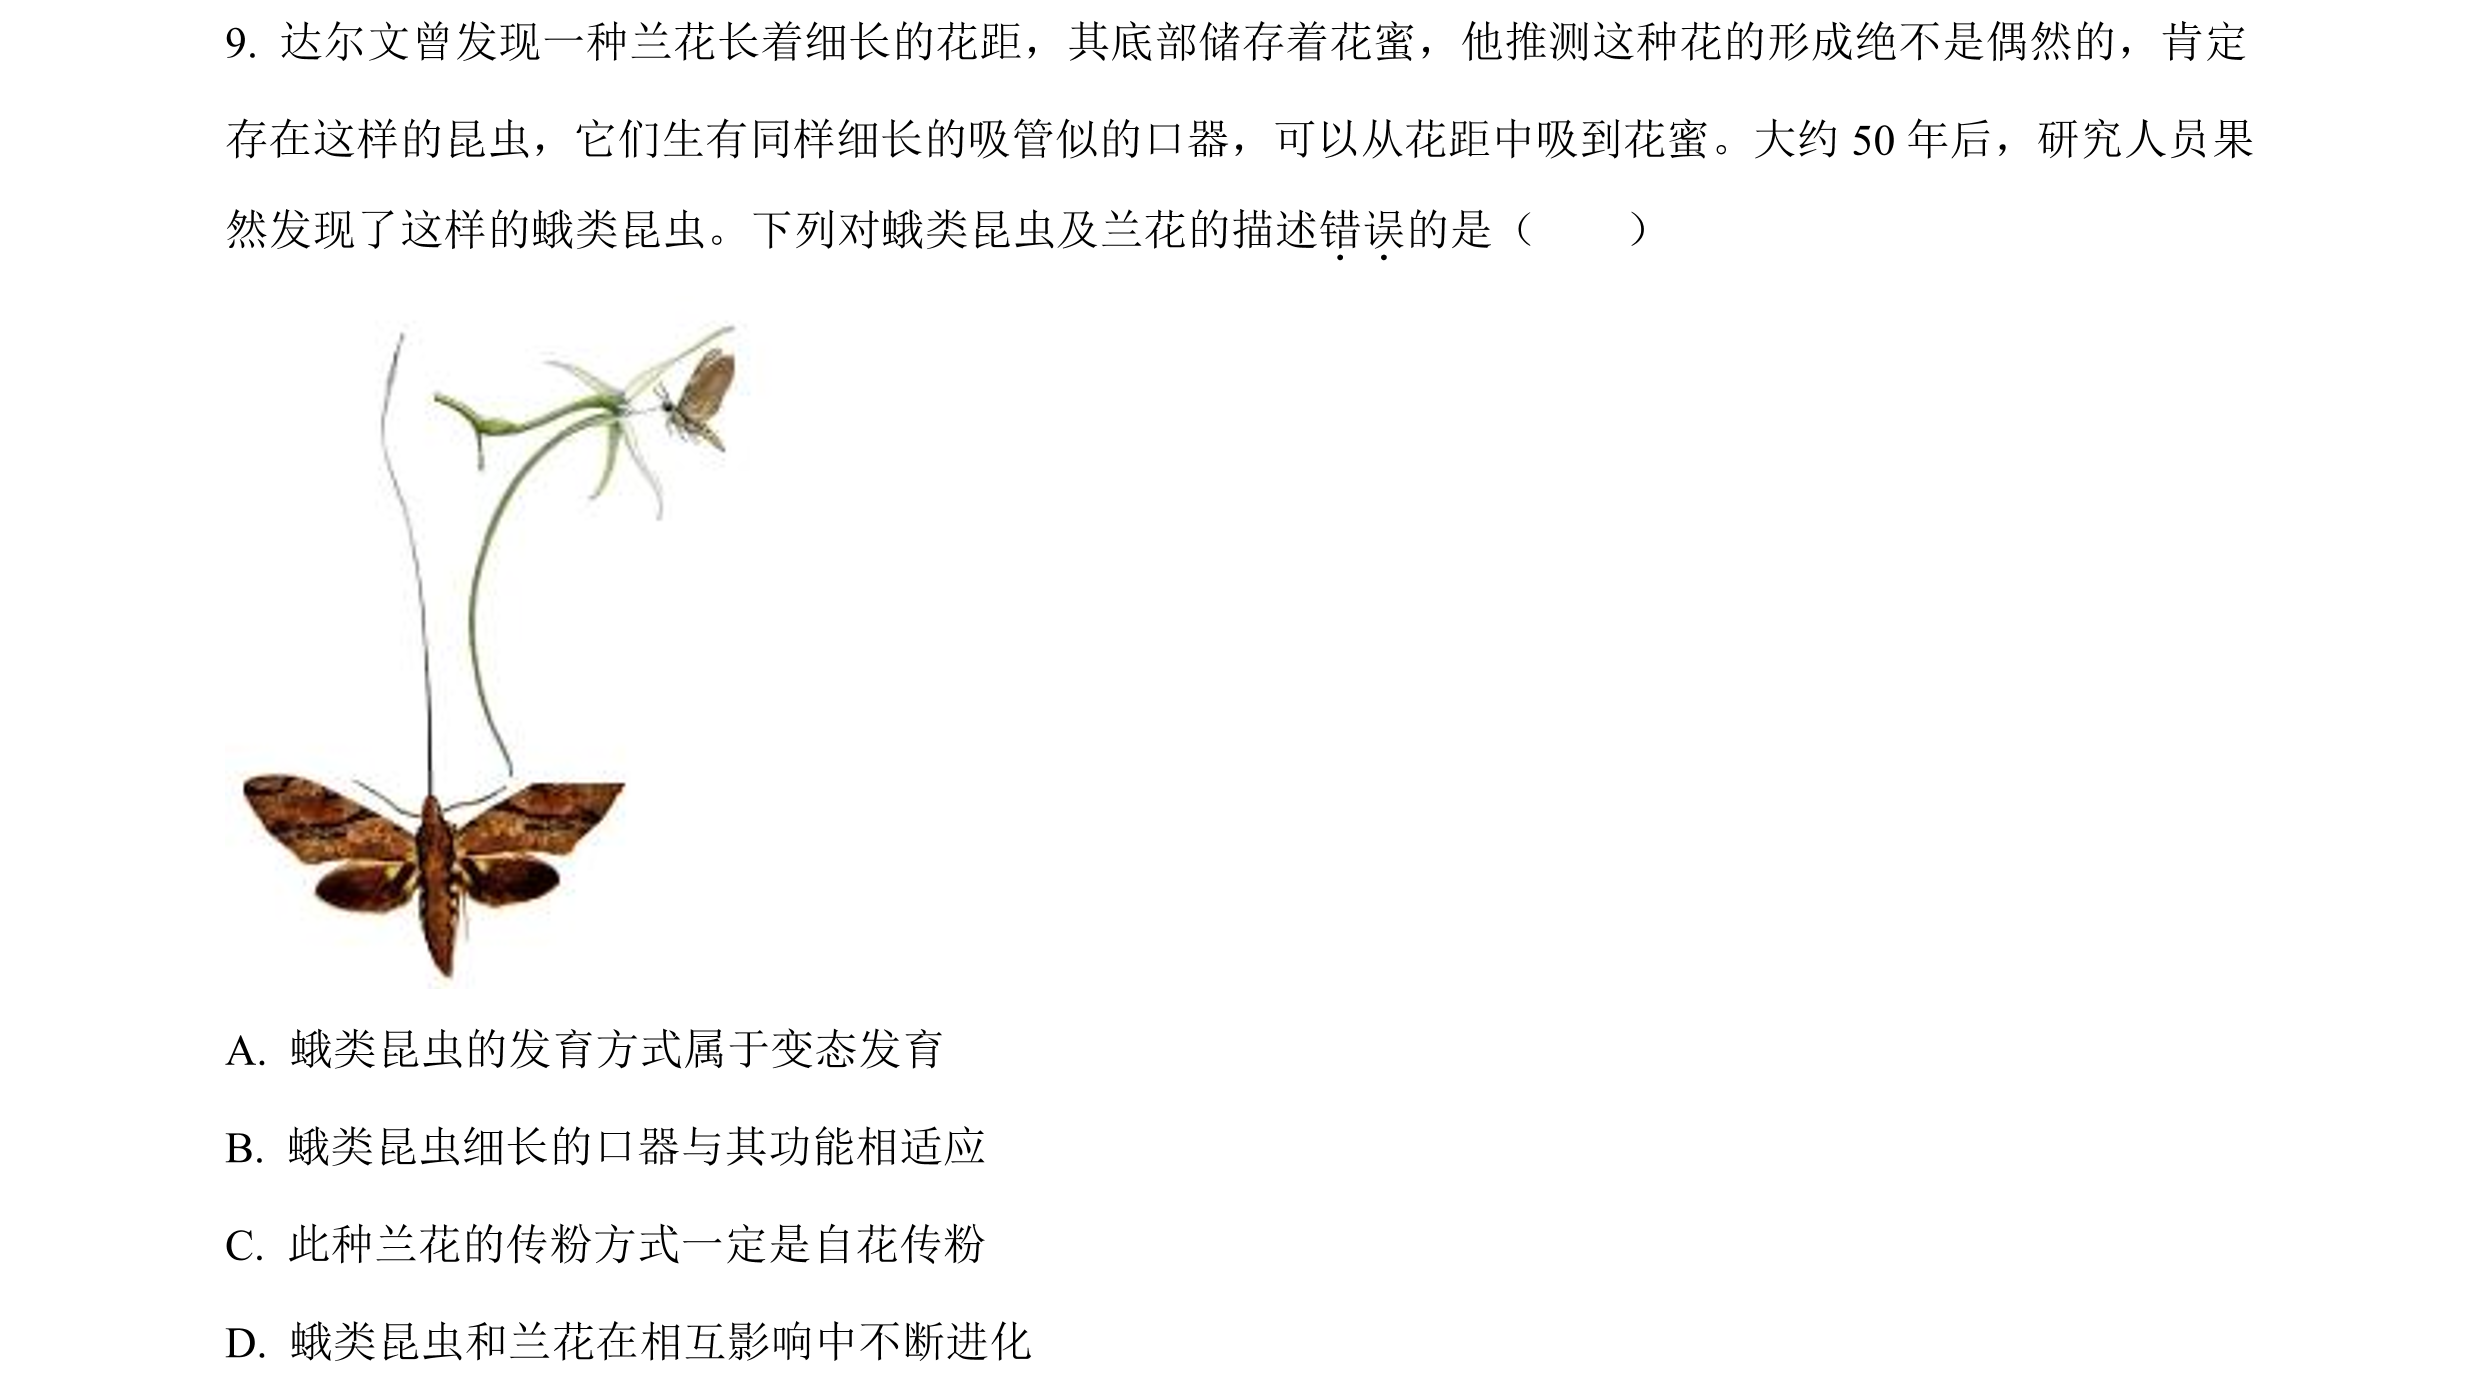 9. 达尔文曾发现一种兰花长着细长的花距，其底部储存着花蜜，他推测这种花的形成绝不是偶然的，肯定
存在这样的昆虫，它们生有同样细长的吸管似的口器，可以从花距中吸到花蜜。大约 50 年后，研究人员果
然发现了这样的蛾类昆虫。下列对蛾类昆虫及兰花的描述错误的是（　　）
A. 蛾类昆虫的发育方式属于变态发育
B. 蛾类昆虫细长的口器与其功能相适应
C. 此种兰花的传粉方式一定是自花传粉
D. 蛾类昆虫和兰花在相互影响中不断进化